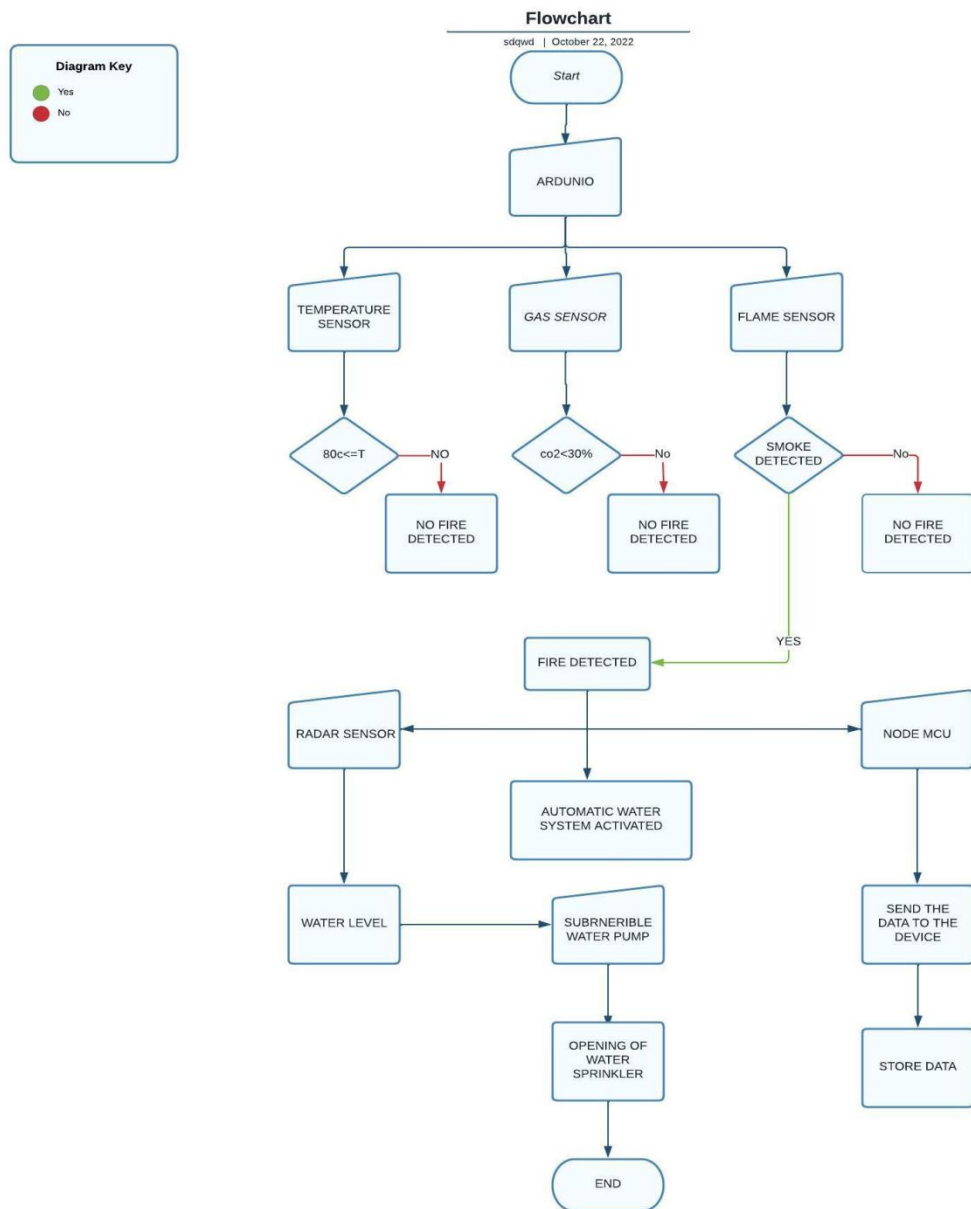 Flowchart
sdqwd | October 22, 2022
Diagram Key
Yes
No
Start
ARDUNIO
TEMPERATURE
SENSOR
GAS SENSOR
FLAME SENSOR
80c<=T
NO
co2<30%
No
SMOKE
DETECTED
No
NO FIRE
DETECTED
NO FIRE
DETECTED
NO FIRE
DETECTED
YES
FIRE DETECTED
RADAR SENSOR
NODE MCU
AUTOMATIC WATER
SYSTEM ACTIVATED
WATER LEVEL
SUBRNERIBLE
WATER PUMP
SEND THE
DATA TO THE
DEVICE
OPENING OF
WATER
SPRINKLER
STORE DATA
END